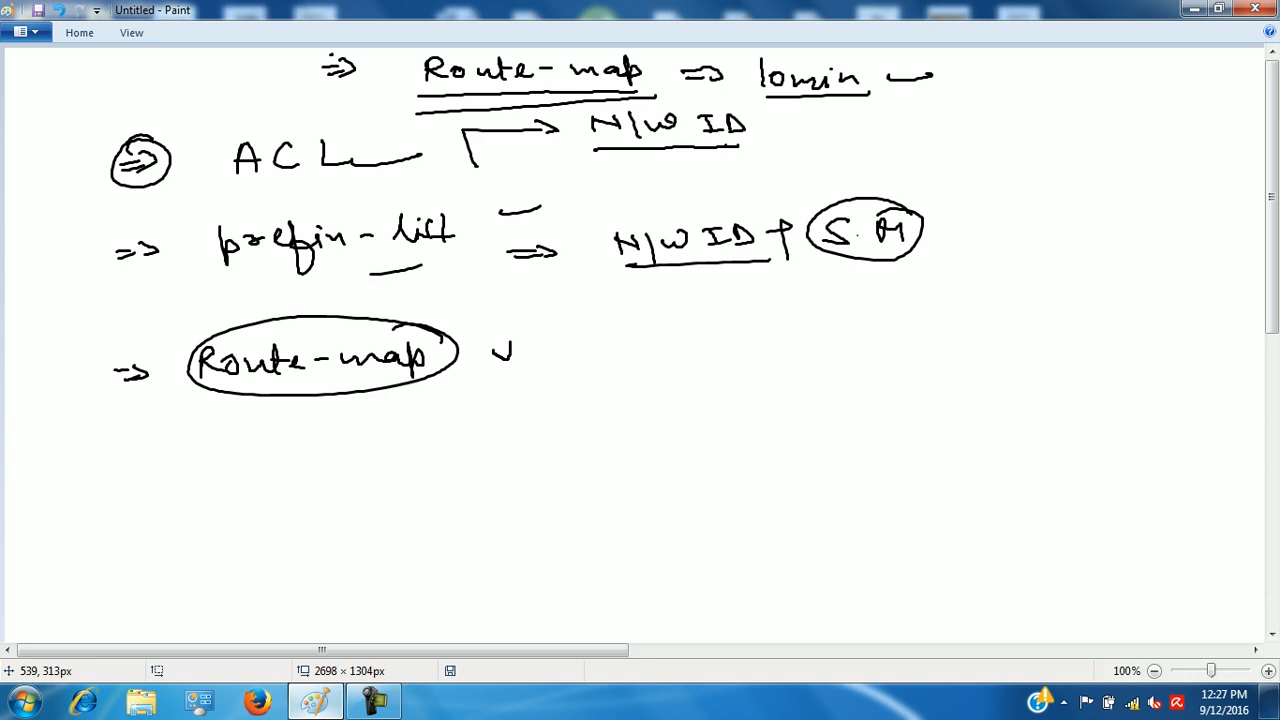 Untitled - Paint
Home View
⇒ Route-map ⇒ 10min
⇒ ACL → N/W ID
⇒ prefix-list ⇒ N/W ID + S.M
⇒ Route-map
539, 313px 2698 × 1304px 100%
12:27 PM
9/12/2016